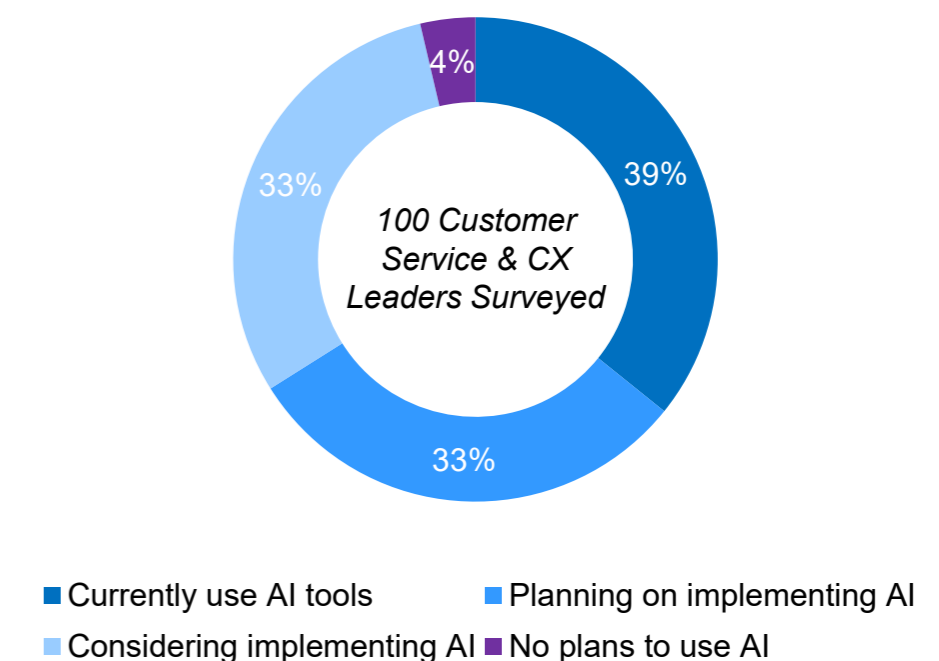 4%
39%
33%
100 Customer
Service & CX
Leaders Surveyed
33%
Currently use AI tools
Planning on implementing AI
Considering implementing AI
No plans to use AI